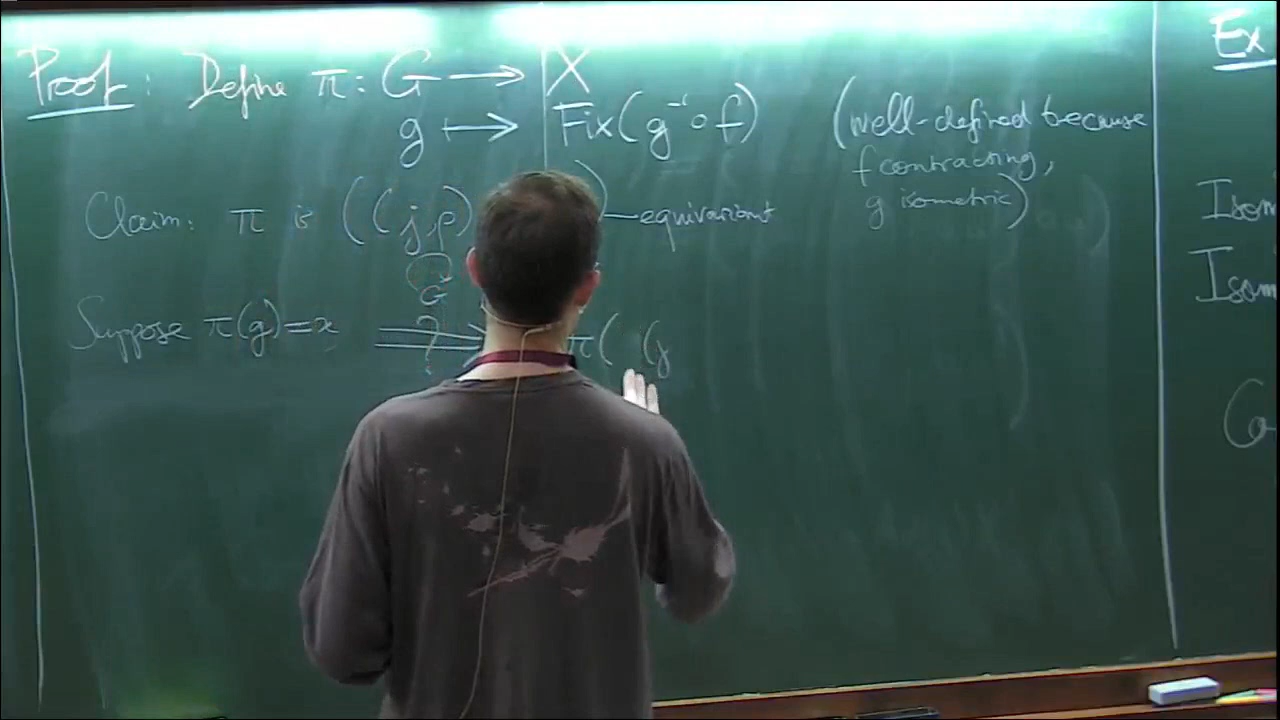 Proof: Define π: G → X
g ↦ Fix(g⁻¹∘f) (well-defined because
f contracting,
g isometric)
Claim: π is ((j,ρ) )-equivariant
G
Suppose π(g)=x ⇒ π( (j
?
Ex
Isom
Isom